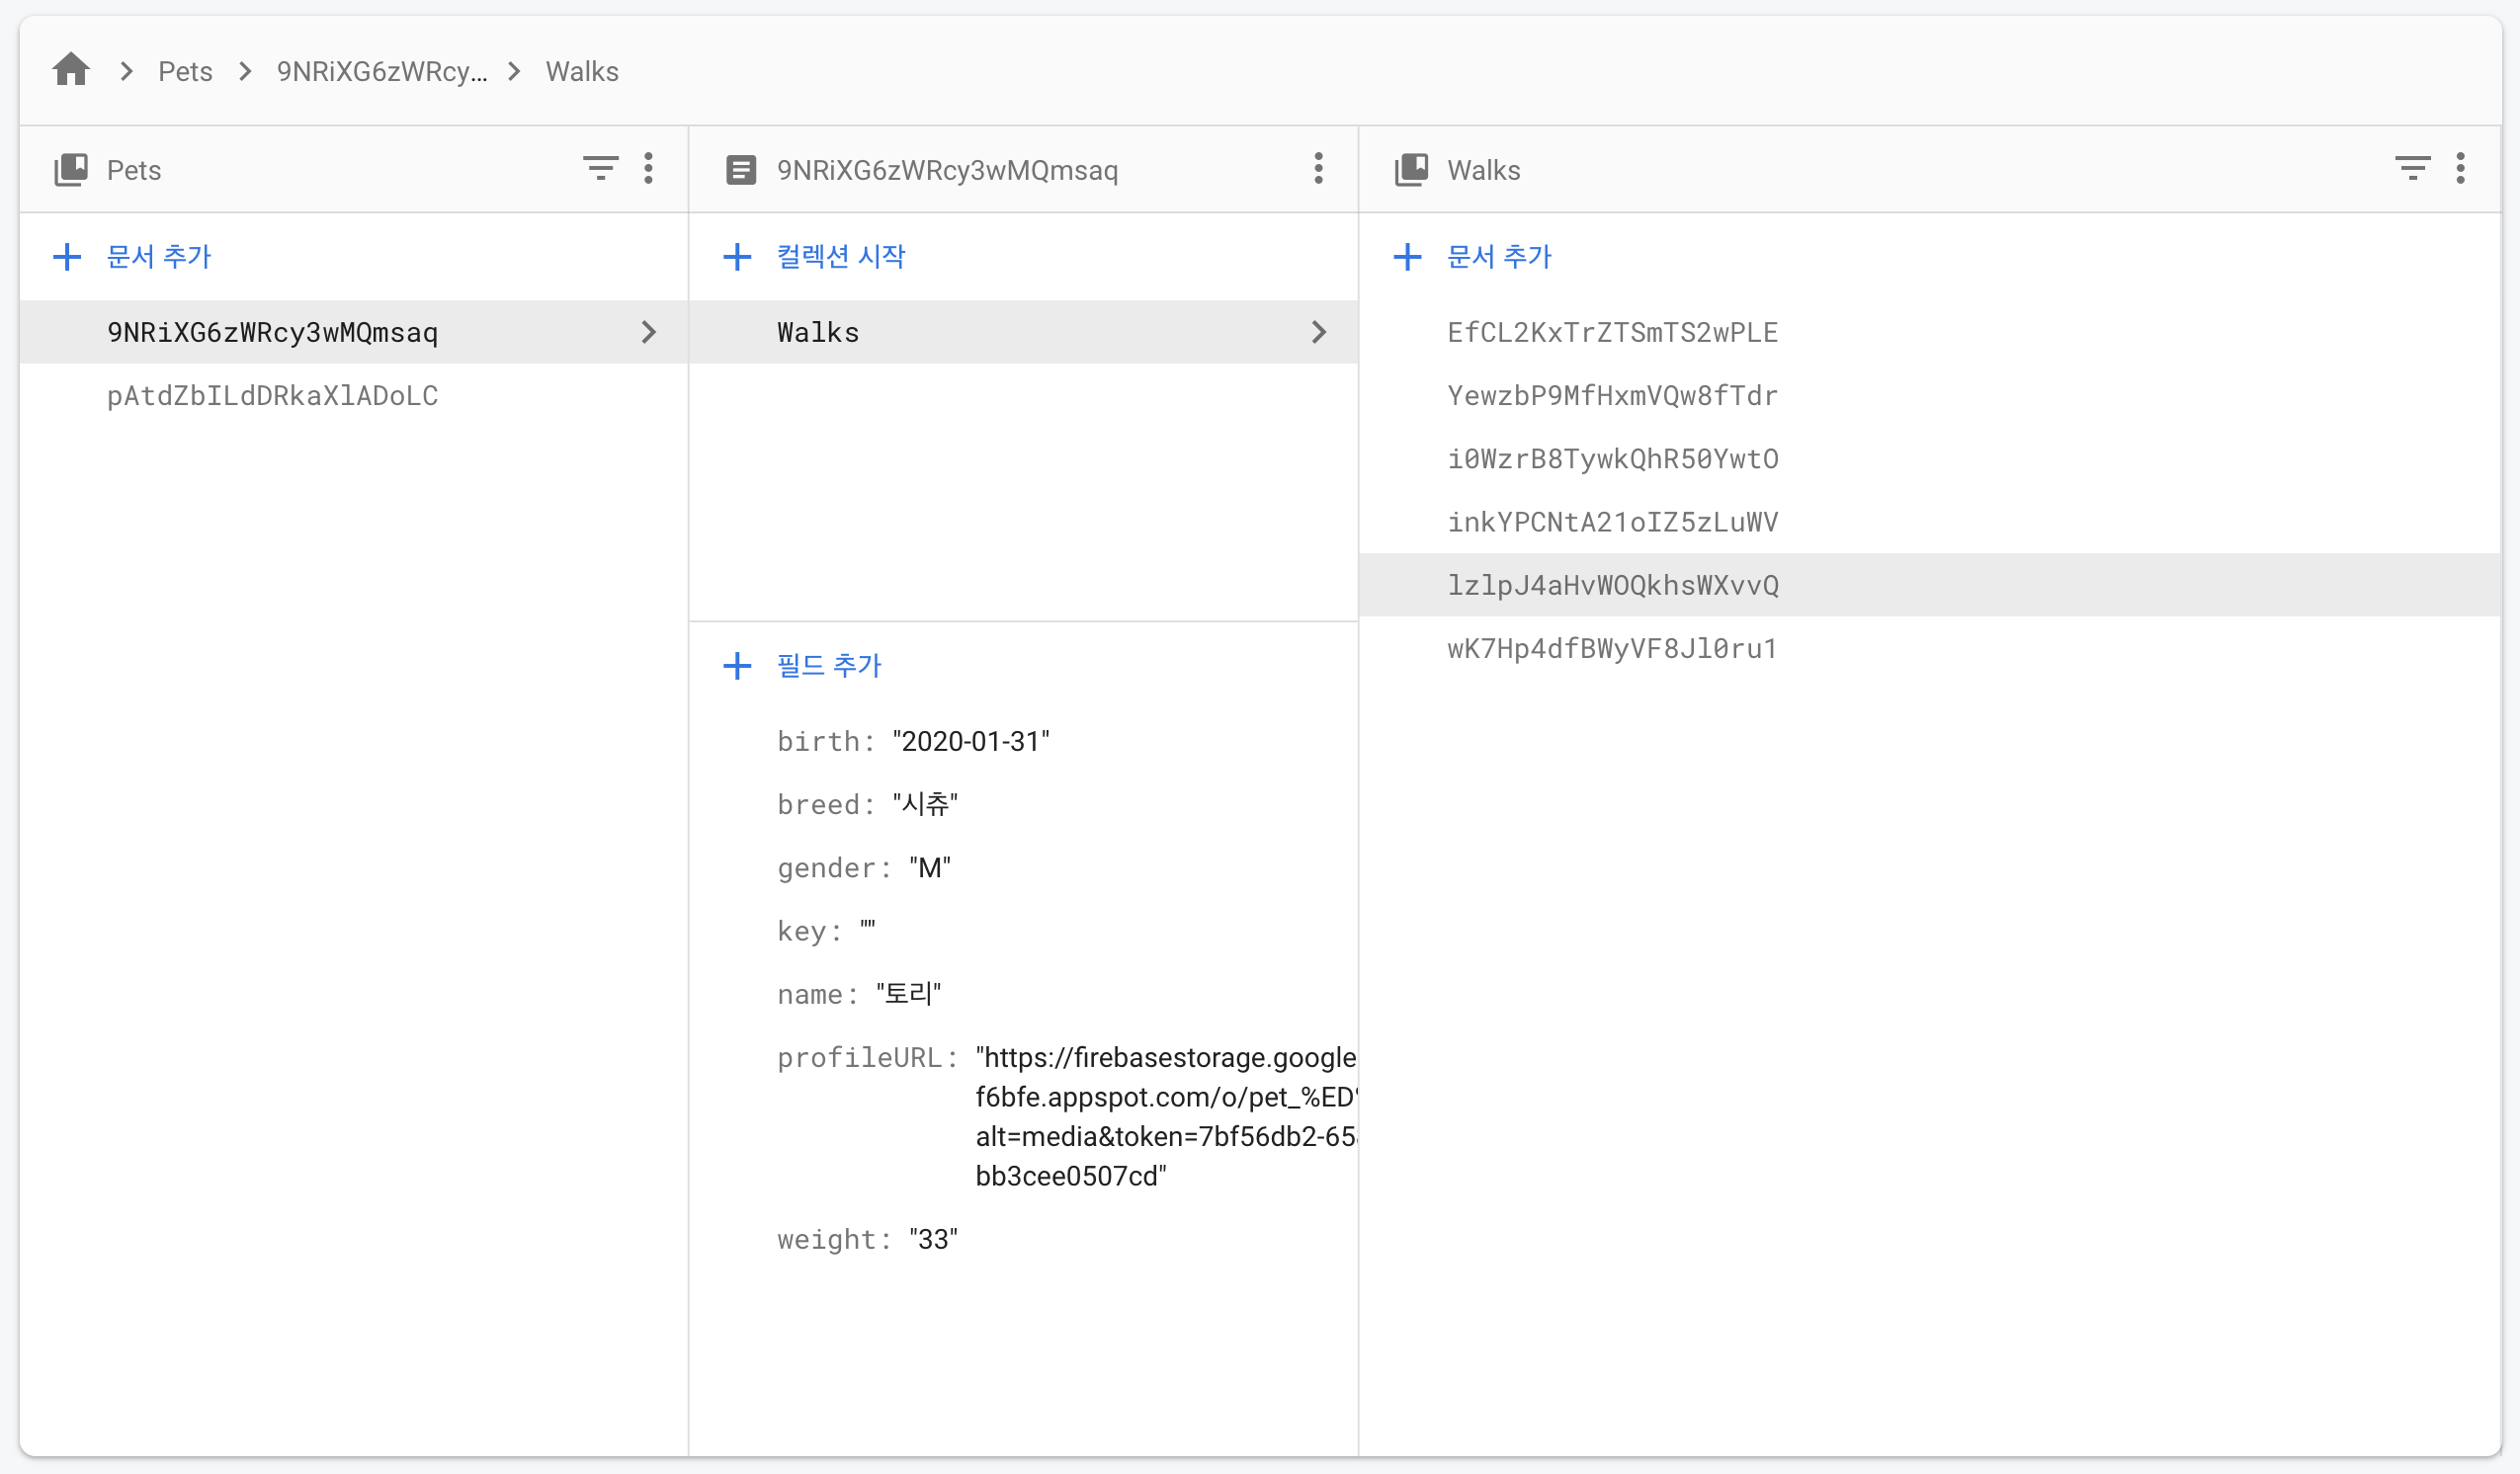 Pets
9NRiXG6zWRcy...
Walks
Pets
문서 추가
9NRiXG6zWRcy3wMQmsaq
pAtdZbILdDRkaXlADoLC
9NRiXG6zWRcy3wMQmsaq
컬렉션 시작
Walks
필드 추가
birth: "2020-01-31"
breed: "시츄"
gender: "M"
key: ""
name: "토리"
profileURL: "https://firebasestorage.google
f6bfe.appspot.com/o/pet_%ED
alt=media&token=7bf56db2-65
bb3cee0507cd"
weight: "33"
Walks
문서 추가
EfCL2KxTrZTSmTS2wPLE
YewzbP9MfHxmVQw8fTdr
i0WzrB8TywkQhR50YwtO
inkYPCNtA21oIZ5zLuWV
lzlpJ4aHvWOQkhsWXvvQ
wK7Hp4dfBWyVF8Jl0ru1